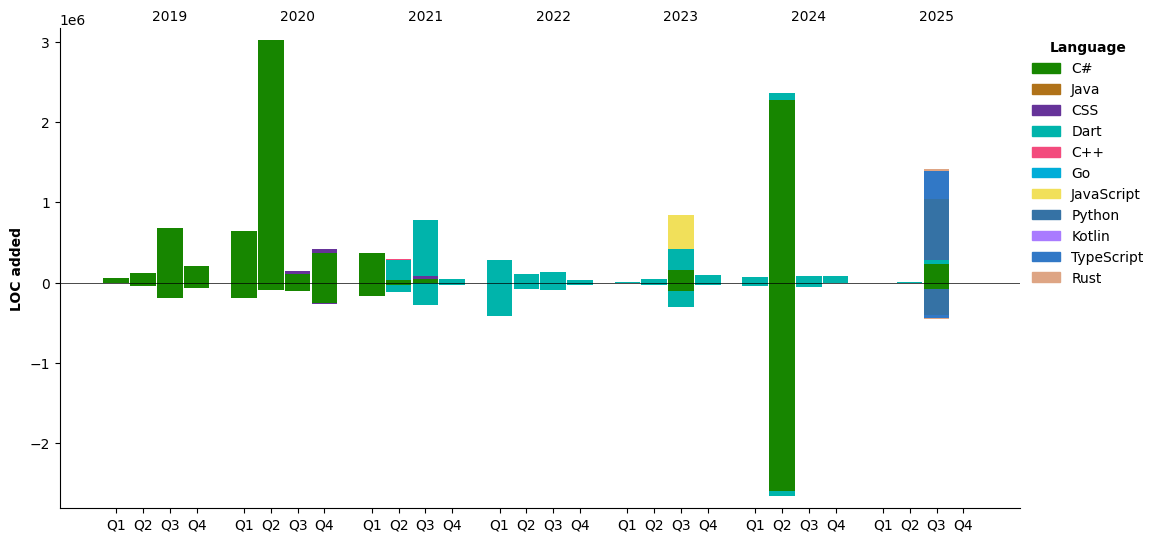 1e6
2019 2020 2021 2022 2023 2024 2025
3
2
1
0
−1
−2
LOC added
Q1 Q2 Q3 Q4 Q1 Q2 Q3 Q4 Q1 Q2 Q3 Q4 Q1 Q2 Q3 Q4 Q1 Q2 Q3 Q4 Q1 Q2 Q3 Q4 Q1 Q2 Q3 Q4
Language
C#
Java
CSS
Dart
C++
Go
JavaScript
Python
Kotlin
TypeScript
Rust